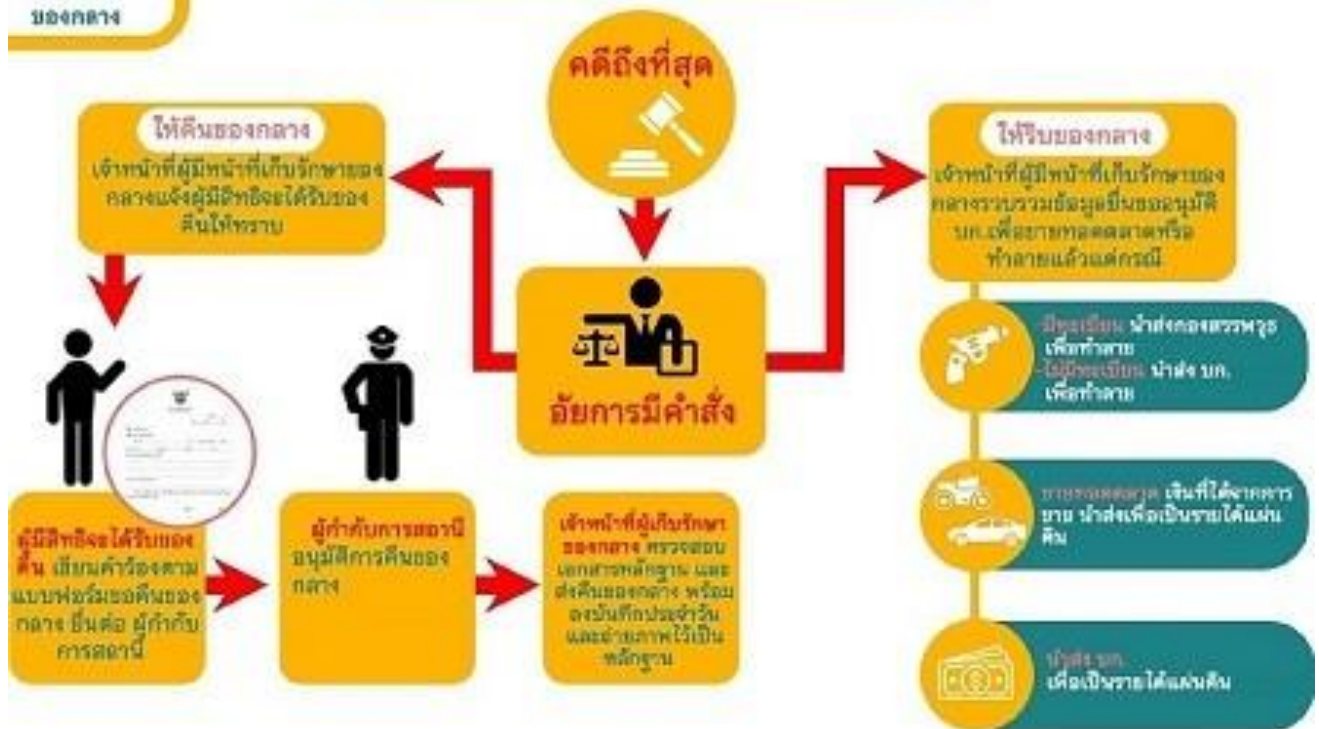 ของกลาง
คดีถึงที่สุด
ให้คืนของกลาง
เจ้าหน้าที่ผู้มีหน้าที่เก็บรักษาของ
กลางแจ้งผู้มีสิทธิจะได้รับของ
คืนให้ทราบ
ให้ริบของกลาง
เจ้าหน้าที่ผู้มีหน้าที่เก็บรักษาของ
กลางรวบรวมข้อมูลยื่นขออนุมัติ
บก.เพื่อขายทอดตลาดหรือ
ทำลายแล้วแต่กรณี
อัยการมีคำสั่ง
-มีทะเบียน นำส่งกองสรรพาวุธ
เพื่อทำลาย
-ไม่มีทะเบียน นำส่ง บก.
เพื่อทำลาย
ขายทอดตลาด เงินที่ได้จากการ
ขาย นำส่งเพื่อเป็นรายได้แผ่น
ดิน
นำส่ง บก.
เพื่อเป็นรายได้แผ่นดิน
ผู้มีสิทธิจะได้รับของ
คืน เขียนคำร้องตาม
แบบฟอร์มขอคืนของ
กลาง ยื่นต่อ ผู้กำกับ
การสถานี
ผู้กำกับการสถานี
อนุมัติการคืนของ
กลาง
เจ้าหน้าที่ผู้เก็บรักษา
ของกลาง ตรวจสอบ
เอกสารหลักฐาน และ
ส่งคืนของกลาง พร้อม
ลงบันทึกประจำวัน
และถ่ายภาพไว้เป็น
หลักฐาน